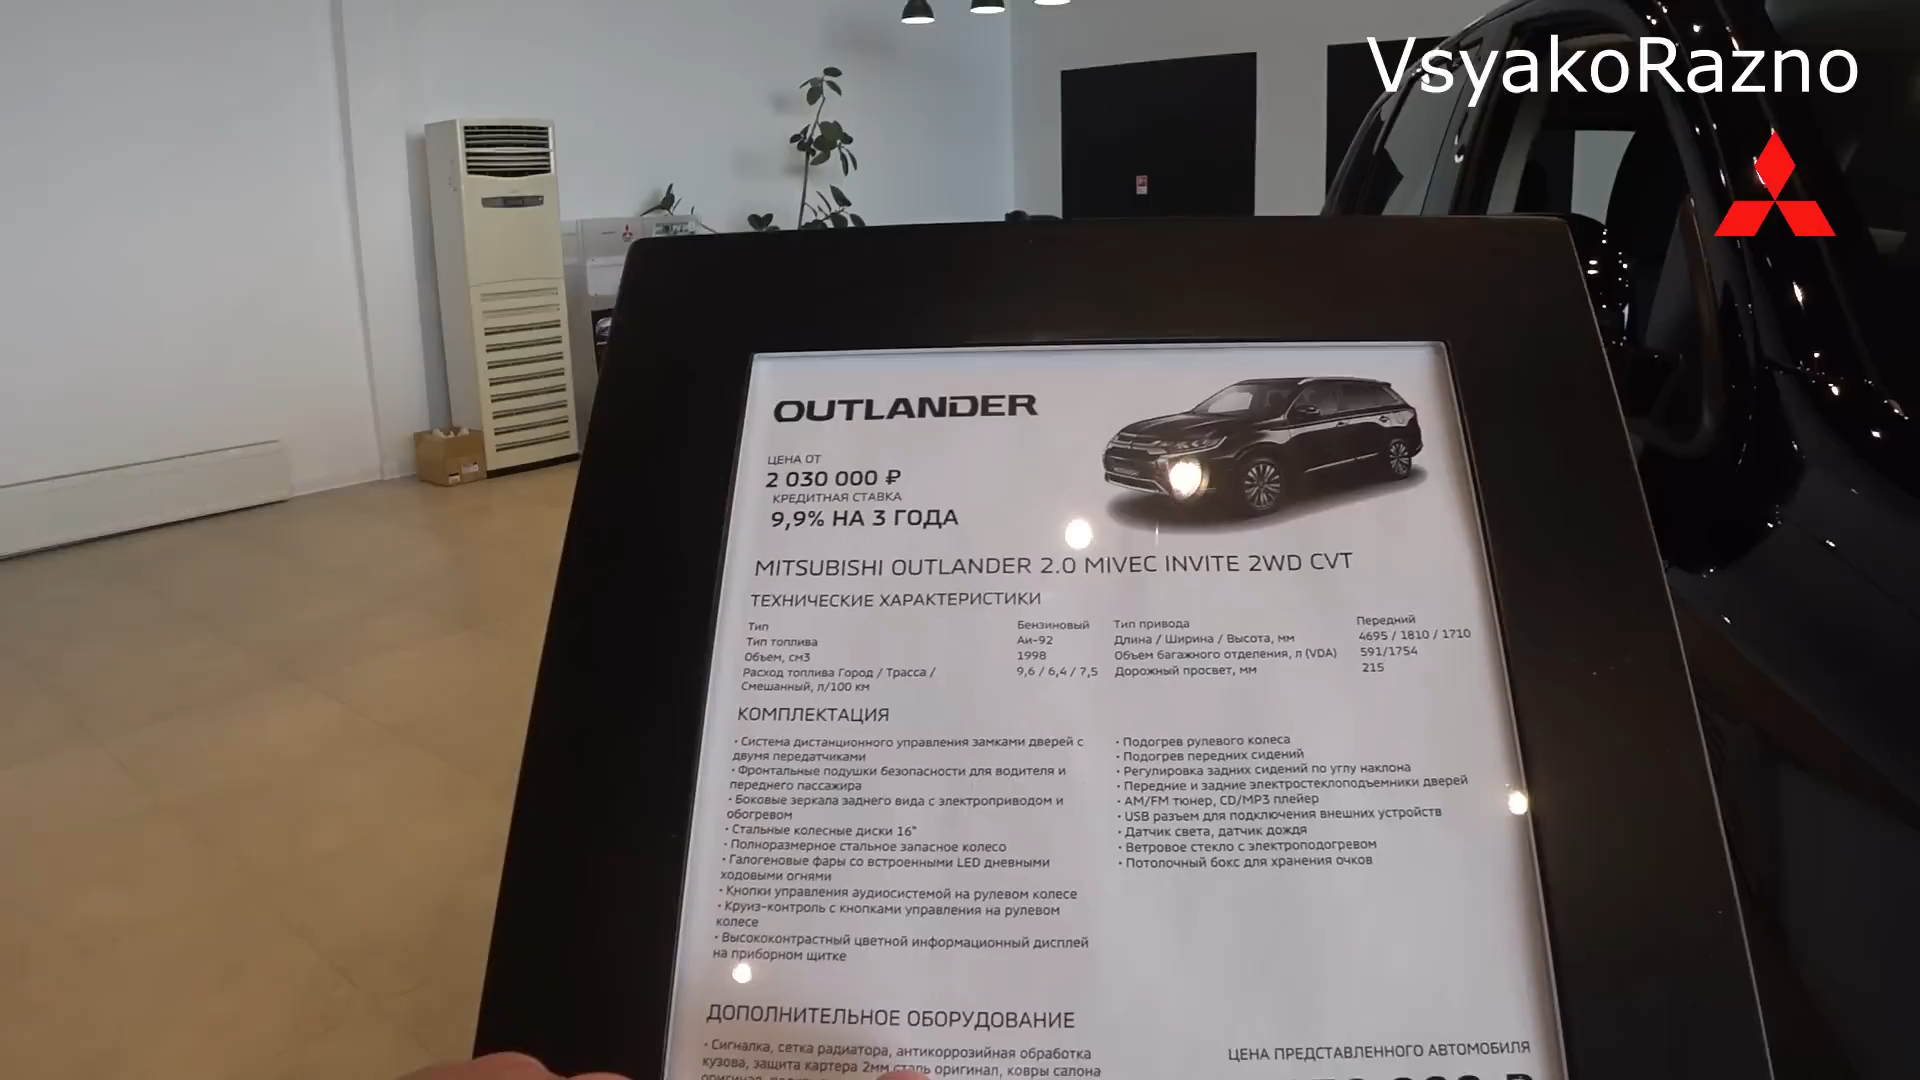 VsyakoRazno
OUTLANDER
ЦЕНА ОТ
2 030 000 ₽
КРЕДИТНАЯ СТАВКА
9,9% НА 3 ГОДА
MITSUBISHI OUTLANDER 2.0 MIVEC INVITE 2WD CVT
ТЕХНИЧЕСКИЕ ХАРАКТЕРИСТИКИ
Тип Бензиновый
Тип топлива Аи-92
Объем, см3 1998
Расход топлива Город / Трасса / 9,6 / 6,4 / 7,5
Смешанный, л/100 км
Тип привода Передний
Длина / Ширина / Высота, мм 4695 / 1810 / 1710
Объем багажного отделения, л (VDA) 591/1754
Дорожный просвет, мм 215
КОМПЛЕКТАЦИЯ
• Система дистанционного управления замками дверей с
двумя передатчиками
• Фронтальные подушки безопасности для водителя и
переднего пассажира
• Боковые зеркала заднего вида с электроприводом и
обогревом
• Стальные колесные диски 16"
• Полноразмерное стальное запасное колесо
• Галогеновые фары со встроенными LED дневными
ходовыми огнями
• Кнопки управления аудиосистемой на рулевом колесе
• Круиз-контроль с кнопками управления на рулевом
колесе
• Высококонтрастный цветной информационный дисплей
на приборном щитке
• Подогрев рулевого колеса
• Подогрев передних сидений
• Регулировка задних сидений по углу наклона
• Передние и задние электростеклоподъемники дверей
• AM/FM тюнер, CD/MP3 плейер
• USB разъем для подключения внешних устройств
• Датчик света, датчик дождя
• Ветровое стекло с электроподогревом
• Потолочный бокс для хранения очков
ДОПОЛНИТЕЛЬНОЕ ОБОРУДОВАНИЕ
• Сигналка, сетка радиатора, антикоррозийная обработка
кузова, защита картера 2мм сталь оригинал, ковры салона
ЦЕНА ПРЕДСТАВЛЕННОГО АВТОМОБИЛЯ